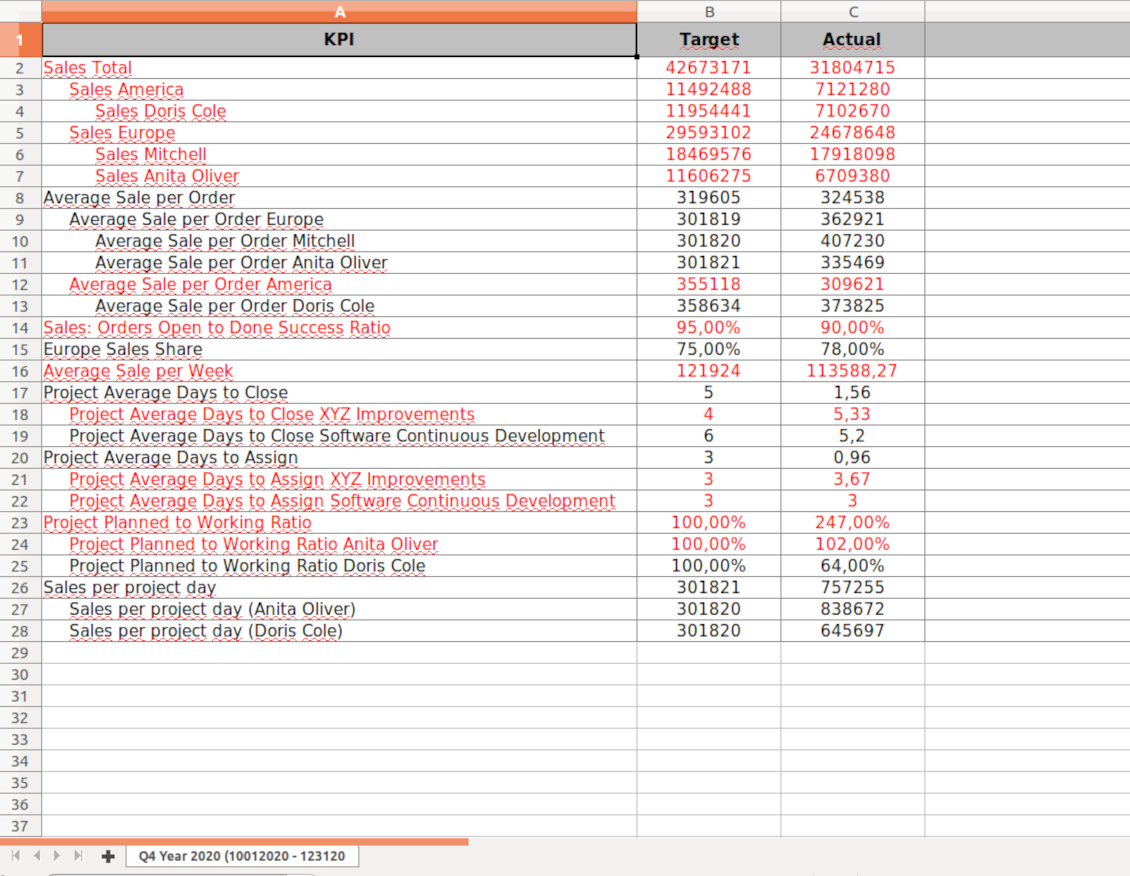 A B C
1 KPI Target Actual
2 Sales Total 42673171 31804715
3 Sales America 11492488 7121280
4 Sales Doris Cole 11954441 7102670
5 Sales Europe 29593102 24678648
6 Sales Mitchell 18469576 17918098
7 Sales Anita Oliver 11606275 6709380
8 Average Sale per Order 319605 324538
9 Average Sale per Order Europe 301819 362921
10 Average Sale per Order Mitchell 301820 407230
11 Average Sale per Order Anita Oliver 301821 335469
12 Average Sale per Order America 355118 309621
13 Average Sale per Order Doris Cole 358634 373825
14 Sales: Orders Open to Done Success Ratio 95,00% 90,00%
15 Europe Sales Share 75,00% 78,00%
16 Average Sale per Week 121924 113588,27
17 Project Average Days to Close 5 1,56
18 Project Average Days to Close XYZ Improvements 4 5,33
19 Project Average Days to Close Software Continuous Development 6 5,2
20 Project Average Days to Assign 3 0,96
21 Project Average Days to Assign XYZ Improvements 3 3,67
22 Project Average Days to Assign Software Continuous Development 3 3
23 Project Planned to Working Ratio 100,00% 247,00%
24 Project Planned to Working Ratio Anita Oliver 100,00% 102,00%
25 Project Planned to Working Ratio Doris Cole 100,00% 64,00%
26 Sales per project day 301821 757255
27 Sales per project day (Anita Oliver) 301820 838672
28 Sales per project day (Doris Cole) 301820 645697
29
30
31
32
33
34
35
36
37
Q4 Year 2020 (10012020 - 123120